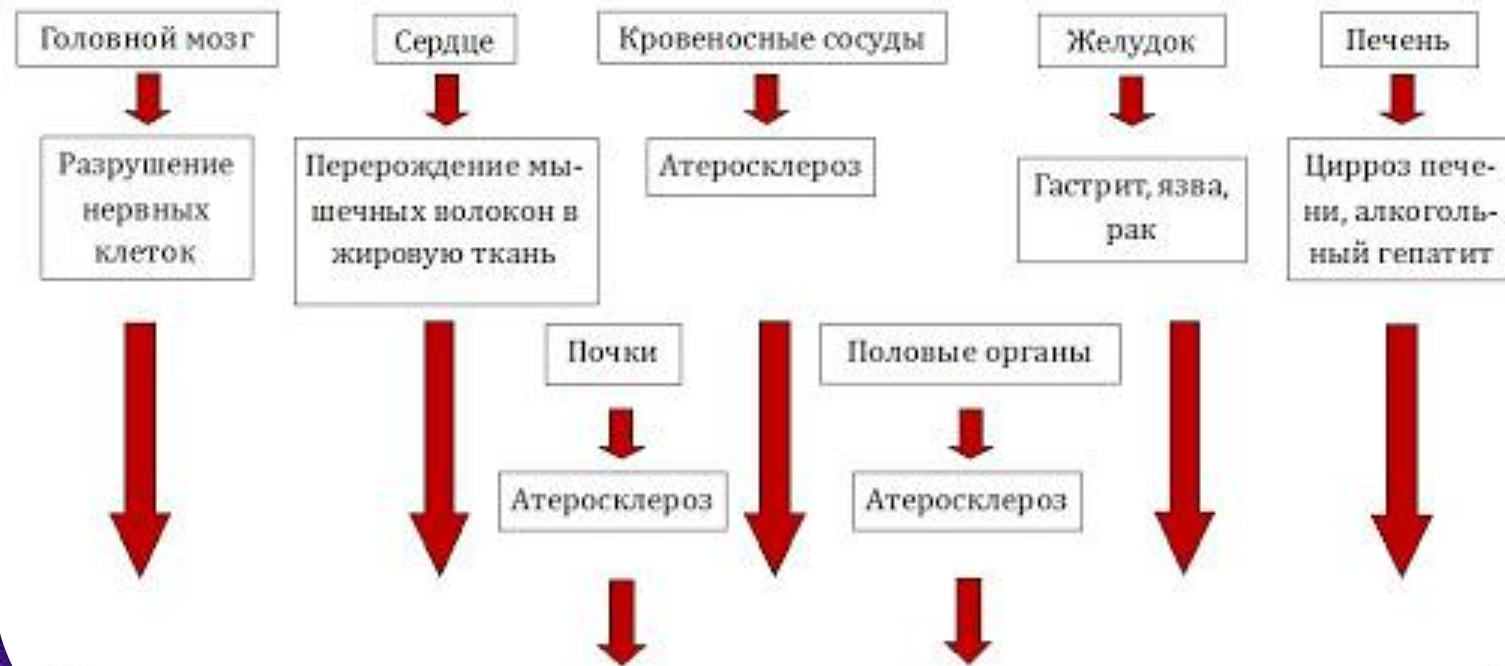 Головной мозг
Сердце
Кровеносные сосуды
Желудок
Печень
Разрушение
нервных
клеток
Перерождение мы-
шечных волокон в
жировую ткань
Атеросклероз
Гастрит, язва,
рак
Цирроз пече-
ни, алкоголь-
ный гепатит
Почки
Половые органы
Атеросклероз
Атеросклероз